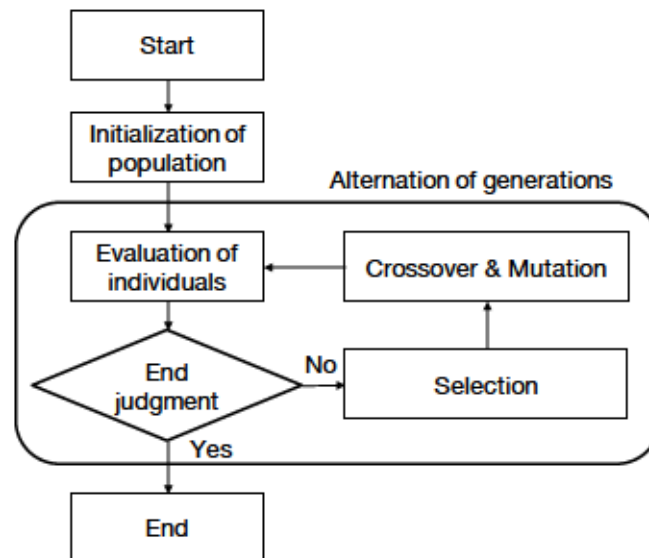 Start
Initialization of
population
Alternation of generations
Evaluation of
individuals
Crossover & Mutation
End
judgment
No
Selection
Yes
End